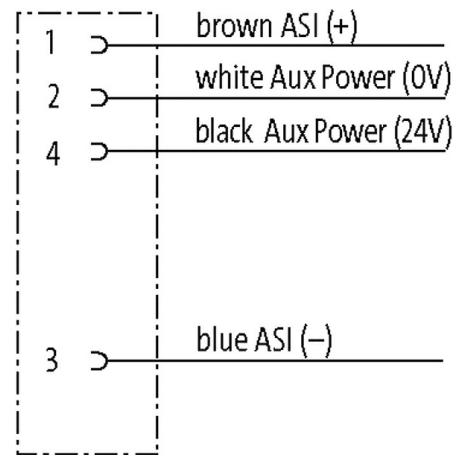 1 brown ASI (+)
2 white Aux Power (0V)
4 black Aux Power (24V)
3 blue ASI (–)